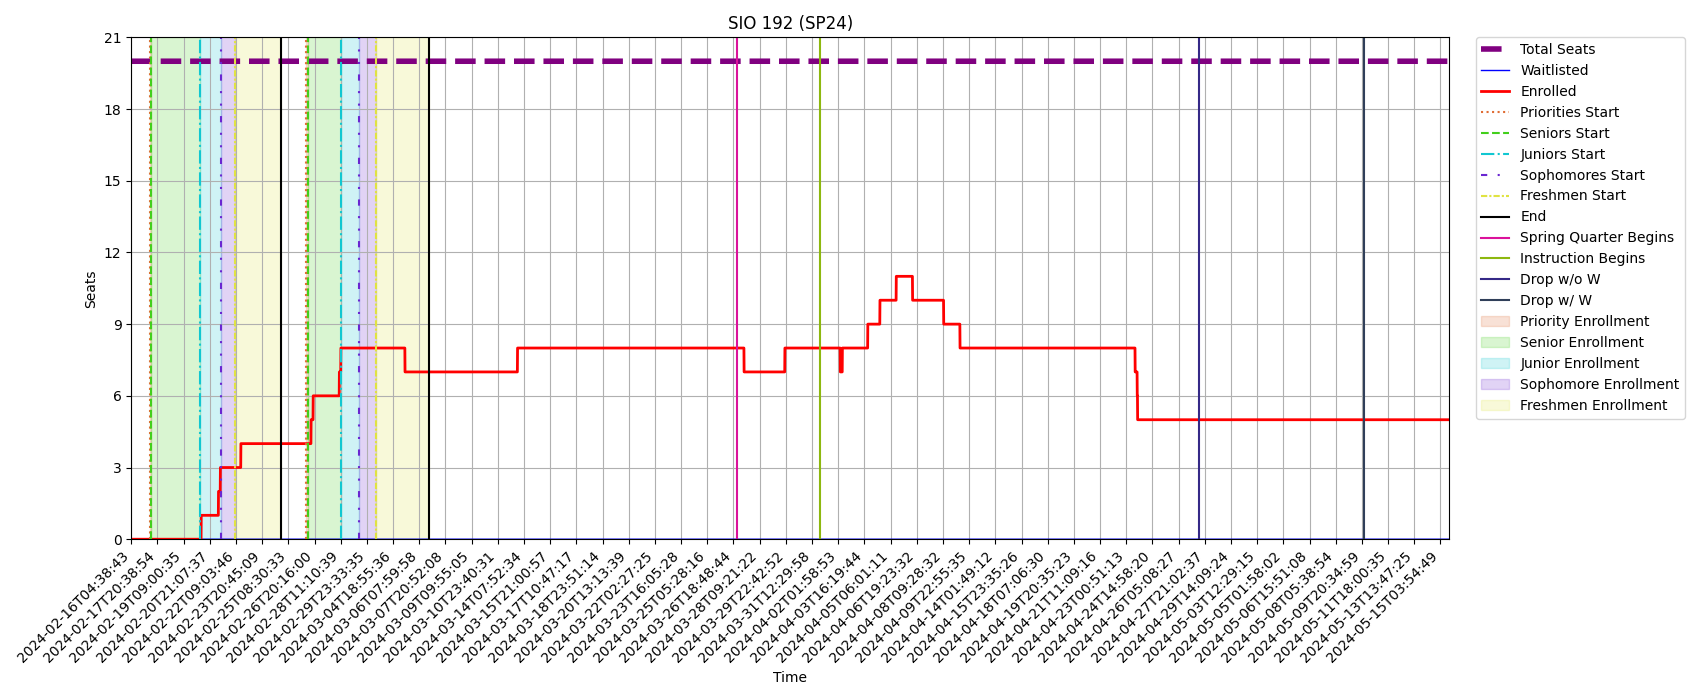 SIO 192 (SP24)
21
18
15
12
9
6
3
0
Seats
2024-02-16T04:38:43
2024-02-17T20:38:54
2024-02-19T09:00:35
2024-02-20T21:07:37
2024-02-22T09:03:46
2024-02-23T20:45:09
2024-02-25T08:30:33
2024-02-26T20:16:00
2024-02-28T11:10:39
2024-02-29T23:33:35
2024-03-04T18:55:36
2024-03-06T07:59:58
2024-03-07T20:52:08
2024-03-09T09:55:05
2024-03-10T23:40:31
2024-03-14T07:52:34
2024-03-15T21:00:57
2024-03-17T10:47:17
2024-03-18T23:51:14
2024-03-20T13:13:39
2024-03-22T02:27:25
2024-03-23T16:05:28
2024-03-25T05:28:16
2024-03-26T18:48:44
2024-03-28T09:21:22
2024-03-29T22:42:52
2024-03-31T12:29:58
2024-04-02T01:58:53
2024-04-03T16:19:44
2024-04-05T06:01:11
2024-04-06T19:23:32
2024-04-08T09:28:32
2024-04-09T22:55:35
2024-04-14T01:49:12
2024-04-15T23:35:26
2024-04-18T07:06:30
2024-04-19T20:35:23
2024-04-21T11:09:16
2024-04-23T00:51:13
2024-04-24T14:58:20
2024-04-26T05:08:27
2024-04-27T21:02:37
2024-04-29T14:09:24
2024-05-03T12:29:15
2024-05-05T01:58:02
2024-05-06T15:51:08
2024-05-08T05:38:54
2024-05-09T20:34:59
2024-05-11T18:00:35
2024-05-13T13:47:25
2024-05-15T03:54:49
Time
Total Seats
Waitlisted
Enrolled
Priorities Start
Seniors Start
Juniors Start
Sophomores Start
Freshmen Start
End
Spring Quarter Begins
Instruction Begins
Drop w/o W
Drop w/ W
Priority Enrollment
Senior Enrollment
Junior Enrollment
Sophomore Enrollment
Freshmen Enrollment